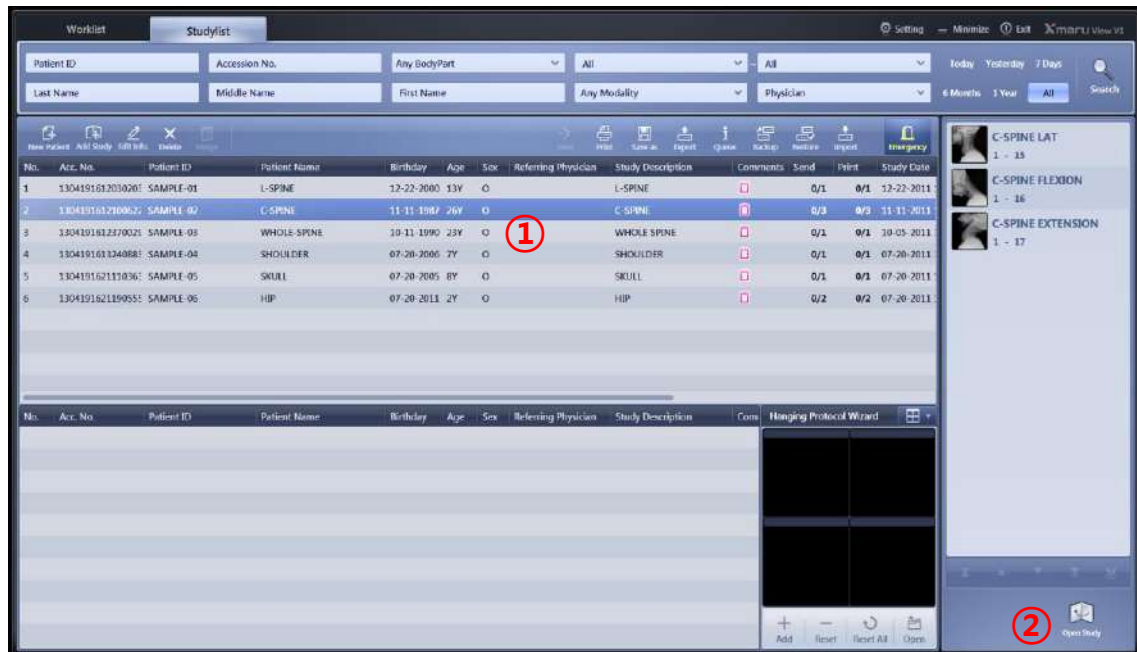 Worklist
Studylist
Setting
Minimize
Exit
Xmaru View V1
Patient ID
Accession No.
Any BodyPart
All
~
All
Today
Yesterday
7 Days
Last Name
Middle Name
First Name
Any Modality
Physician
6 Months
1 Year
All
Search
New Patient
Add Study
Edit Info.
Delete
Print
Save as
Export
Queue
Backup
Restore
Import
Emergency
No. Acc. No. Patient ID Patient Name Birthday Age Sex Referring Physician Study Description Comments Send Print Study Date
1 SAMPLE-01 L-SPINE 12-22-2000 13Y O L-SPINE 0/1 0/1 12-22-2011
2 SAMPLE-02 C-SPINE 11-11-1987 26Y O C-SPINE 0/3 0/3 11-11-2011
3 SAMPLE-03 WHOLE-SPINE 10-11-1990 23Y O WHOLE SPINE 0/1 0/1 10-05-2011
4 SAMPLE-04 SHOULDER 07-20-2006 7Y O SHOULDER 0/1 0/1 07-20-2011
5 SAMPLE-05 SKULL 07-20-2005 8Y O SKULL 0/1 0/1 07-20-2011
6 SAMPLE-06 HIP 07-20-2011 2Y O HIP 0/2 0/2 07-20-2011
①
C-SPINE LAT
1 - 15
C-SPINE FLEXION
1 - 16
C-SPINE EXTENSION
1 - 17
No. Acc. No. Patient ID Patient Name Birthday Age Sex Referring Physician Study Description Com
Hanging Protocol Wizard
Add
Reset
Reset All
Open
②
Open Study